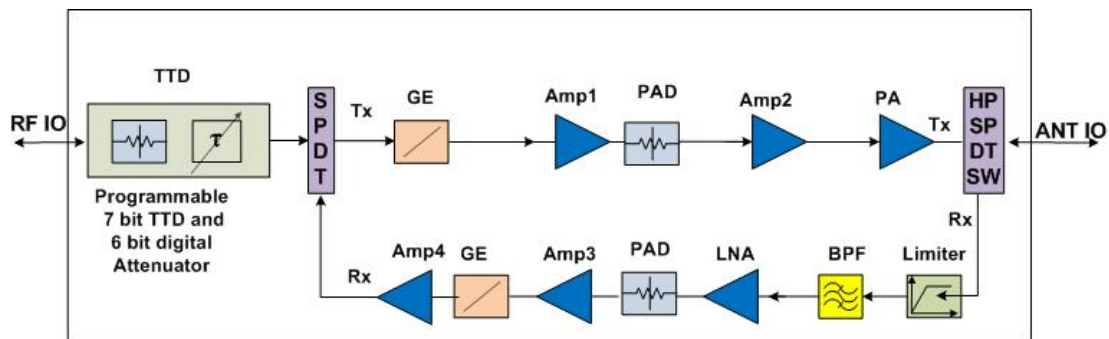 TTD
RF IO
τ
Programmable
7 bit TTD and
6 bit digital
Attenuator
S
P
D
T
Tx
GE
Amp1
PAD
Amp2
PA
Tx
HP
SP
DT
SW
ANT IO
Rx
Amp4
GE
Amp3
PAD
LNA
BPF
Limiter
Rx